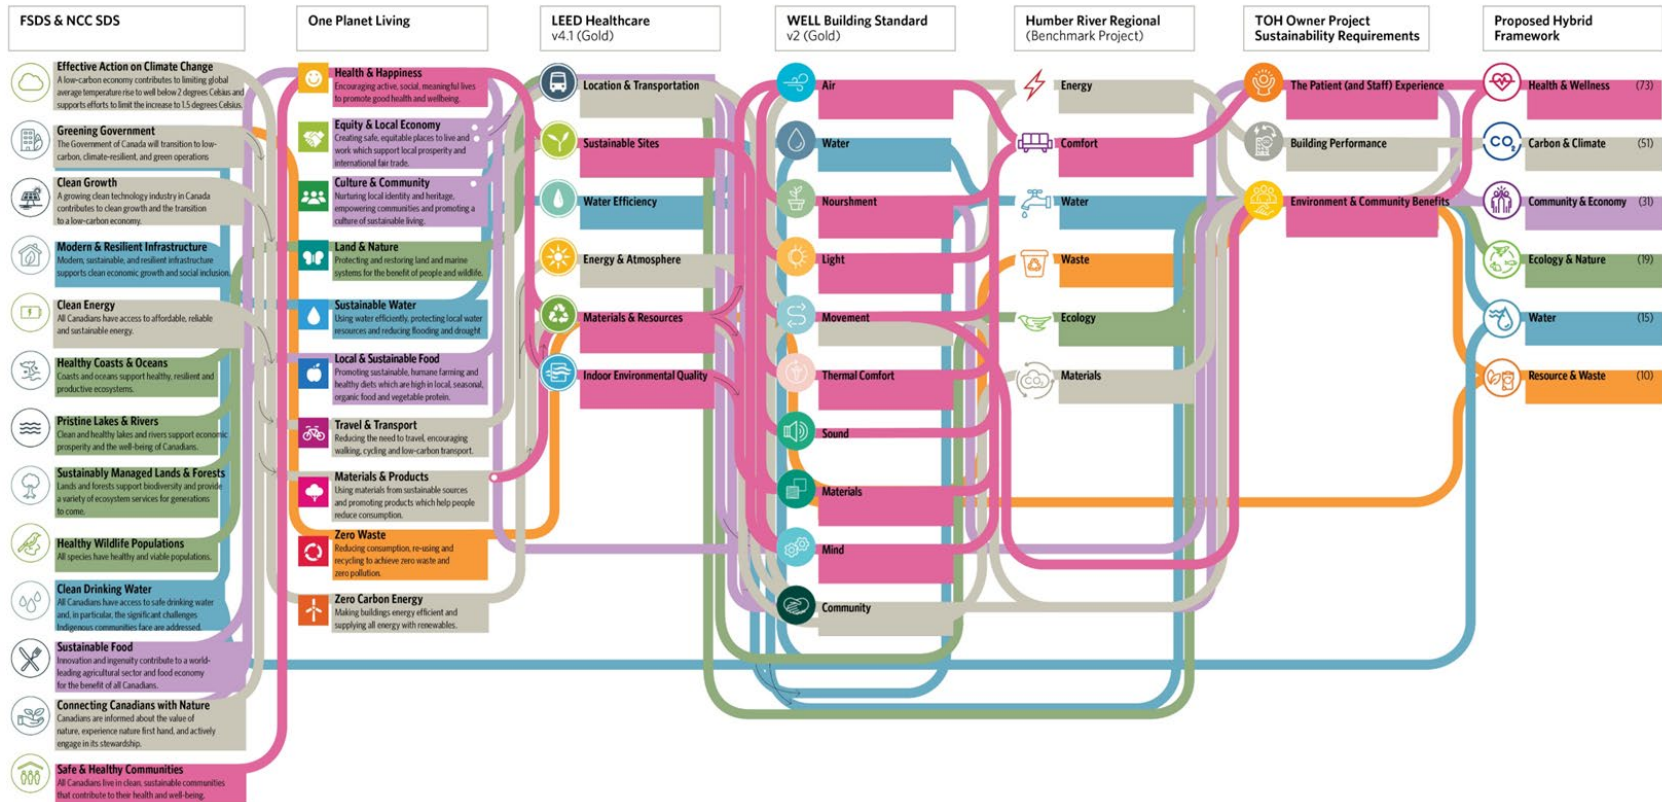 FSDS & NCC SDS
Effective Action on Climate Change
A low-carbon economy contributes to limiting global
average temperature rise to well below 2 degrees Celsius and
supports efforts to limit the increase to 1.5 degrees Celsius.
Greening Government
The Government of Canada will transition to low-
carbon, climate-resilient, and green operations
Clean Growth
A growing clean technology industry in Canada
contributes to clean growth and the transition
to a low-carbon economy.
Modern & Resilient Infrastructure
Modern, sustainable, and resilient infrastructure
supports clean economic growth and social inclusion.
Clean Energy
All Canadians have access to affordable, reliable
and sustainable energy.
Healthy Coasts & Oceans
Coasts and oceans support healthy, resilient and
productive ecosystems.
Pristine Lakes & Rivers
Clean and healthy lakes and rivers support economic
prosperity and the well-being of Canadians.
Sustainably Managed Lands & Forests
Lands and forests support biodiversity and provide
a variety of ecosystem services for generations
to come.
Healthy Wildlife Populations
All species have healthy and viable populations.
Clean Drinking Water
All Canadians have access to safe drinking water
and, in particular, the significant challenges
Indigenous communities face are addressed.
Sustainable Food
Innovation and ingenuity contribute to a world-
leading agricultural sector and food economy
for the benefit of all Canadians.
Connecting Canadians with Nature
Canadians are informed about the value of
nature, experience nature first hand, and actively
engage in its stewardship.
Safe & Healthy Communities
All Canadians live in clean, sustainable communities
that contribute to their health and well-being.
One Planet Living
Health & Happiness
Encouraging active, social, meaningful lives
to promote good health and wellbeing.
Equity & Local Economy
Creating safe, equitable places to live and
work which support local prosperity and
international fair trade.
Culture & Community
Nurturing local identity and heritage,
empowering communities and promoting a
culture of sustainable living.
Land & Nature
Protecting and restoring land and marine
systems for the benefit of people and wildlife.
Sustainable Water
Using water efficiently, protecting local water
resources and reducing flooding and drought
Local & Sustainable Food
Promoting sustainable, humane farming and
healthy diets which are high in local, seasonal,
organic food and vegetable protein.
Travel & Transport
Reducing the need to travel, encouraging
walking, cycling and low-carbon transport.
Materials & Products
Using materials from sustainable sources
and promoting products which help people
reduce consumption.
Zero Waste
Reducing consumption, re-using and
recycling to achieve zero waste and
zero pollution.
Zero Carbon Energy
Making buildings energy efficient and
supplying all energy with renewables.
LEED Healthcare
v4.1 (Gold)
Location & Transportation
Sustainable Sites
Water Efficiency
Energy & Atmosphere
Materials & Resources
Indoor Environmental Quality
WELL Building Standard
v2 (Gold)
Air
Water
Nourshment
Light
Movement
Thermal Comfort
Sound
Materials
Mind
Community
Humber River Regional
(Benchmark Project)
Energy
Comfort
Water
Waste
Ecology
CO2
Materials
TOH Owner Project
Sustainability Requirements
The Patient (and Staff) Experience
Building Performance
Environment & Community Benefits
Proposed Hybrid
Framework
Health & Wellness (73)
CO2 Carbon & Climate (51)
Community & Economy (31)
Ecology & Nature (19)
Water (15)
Resource & Waste (10)